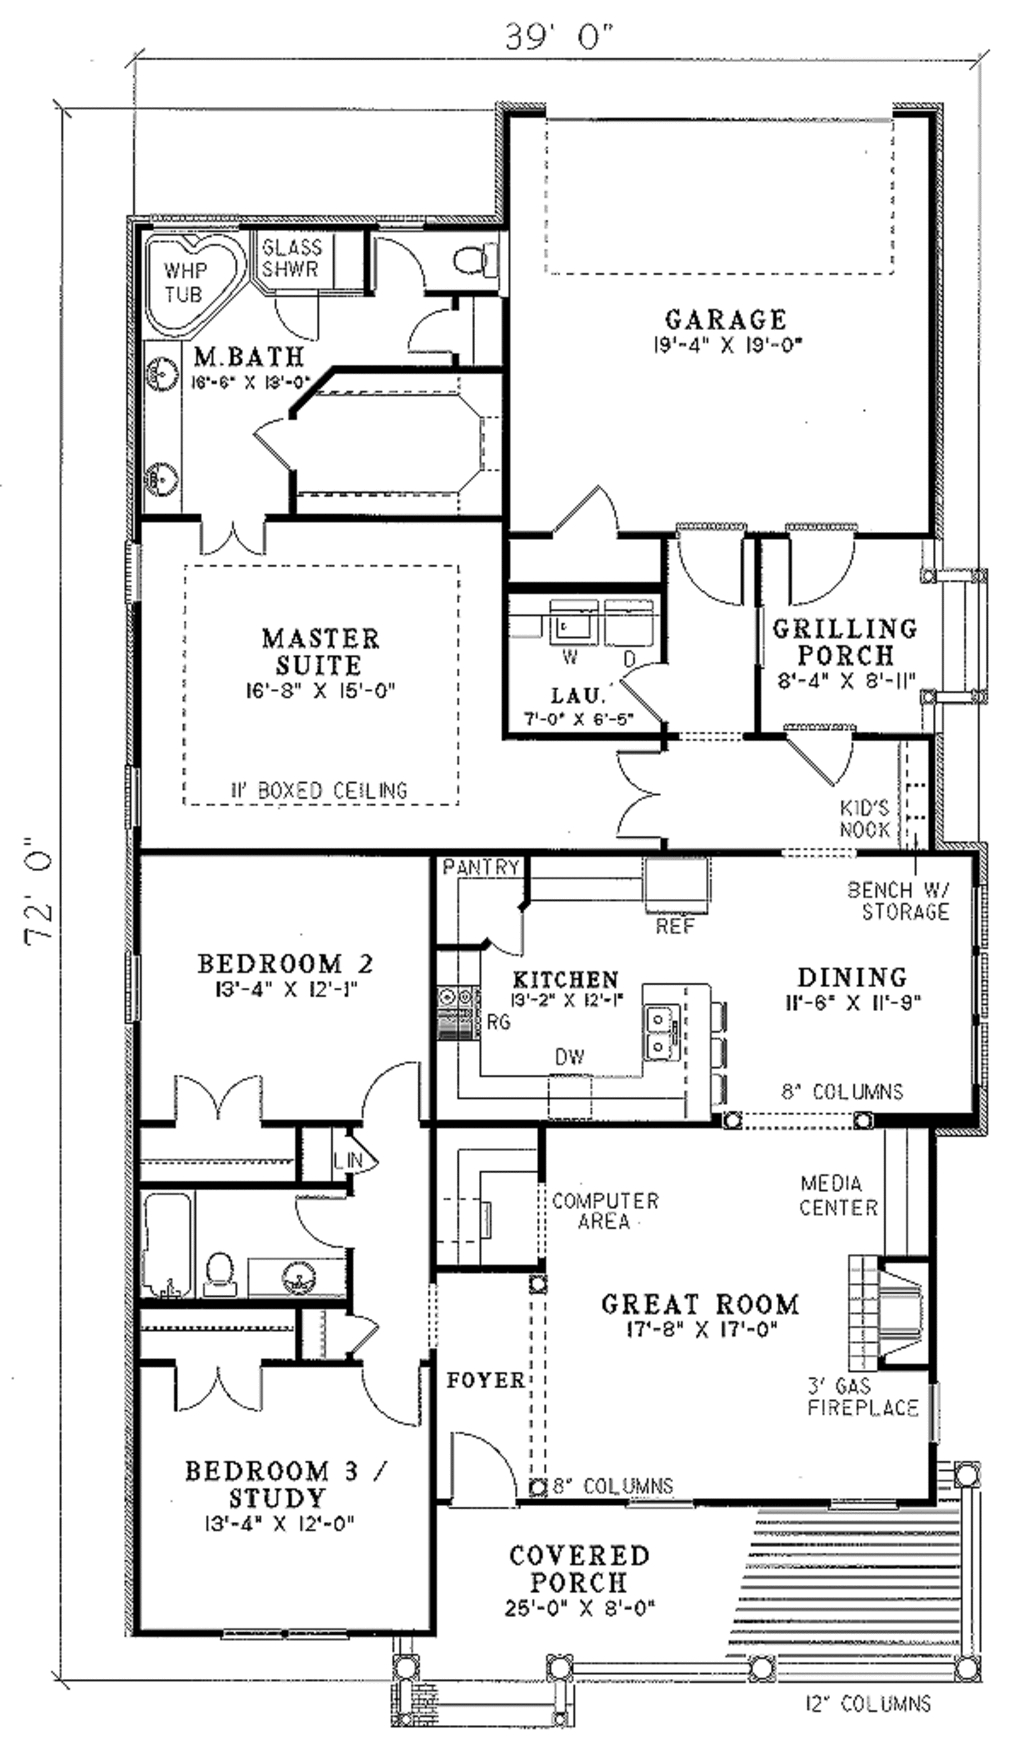 39' 0"
72' 0"
WHP
TUB
GLASS
SHWR
M.BATH
16'-6" X 13'-0"
GARAGE
19'-4" X 19'-0"
MASTER
SUITE
16'-8" X 15'-0"
11' BOXED CEILING
W
D
LAU.
7'-0" X 6'-5"
GRILLING
PORCH
8'-4" X 8'-11"
KID'S
NOOK
BENCH W/
STORAGE
PANTRY
REF
BEDROOM 2
13'-4" X 12'-1"
KITCHEN
13'-2" X 12'-1"
RG
DW
DINING
11'-6" X 11'-9"
8" COLUMNS
LIN
COMPUTER
AREA
MEDIA
CENTER
GREAT ROOM
17'-8" X 17'-0"
FOYER
3' GAS
FIREPLACE
8" COLUMNS
BEDROOM 3 /
STUDY
13'-4" X 12'-0"
COVERED
PORCH
25'-0" X 8'-0"
12" COLUMNS